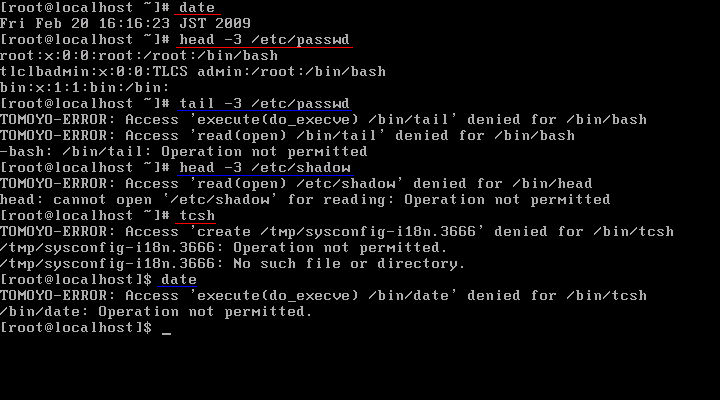 [root@localhost ~]# date
Fri Feb 20 16:16:23 JST 2009
[root@localhost ~]# head -3 /etc/passwd
root:x:0:0:root:/root:/bin/bash
tlclbadmin:x:0:0:TLCS admin:/root:/bin/bash
bin:x:1:1:bin:/bin:
[root@localhost ~]# tail -3 /etc/passwd
TOMOYO-ERROR: Access 'execute(do_execve) /bin/tail' denied for /bin/bash
TOMOYO-ERROR: Access 'read(open) /bin/tail' denied for /bin/bash
-bash: /bin/tail: Operation not permitted
[root@localhost ~]# head -3 /etc/shadow
TOMOYO-ERROR: Access 'read(open) /etc/shadow' denied for /bin/head
head: cannot open `/etc/shadow' for reading: Operation not permitted
[root@localhost ~]# tcsh
TOMOYO-ERROR: Access 'create /tmp/sysconfig-i18n.3666' denied for /bin/tcsh
/tmp/sysconfig-i18n.3666: Operation not permitted.
/tmp/sysconfig-i18n.3666: No such file or directory.
[root@localhost]$ date
TOMOYO-ERROR: Access 'execute(do_execve) /bin/date' denied for /bin/tcsh
/bin/date: Operation not permitted.
[root@localhost]$ _